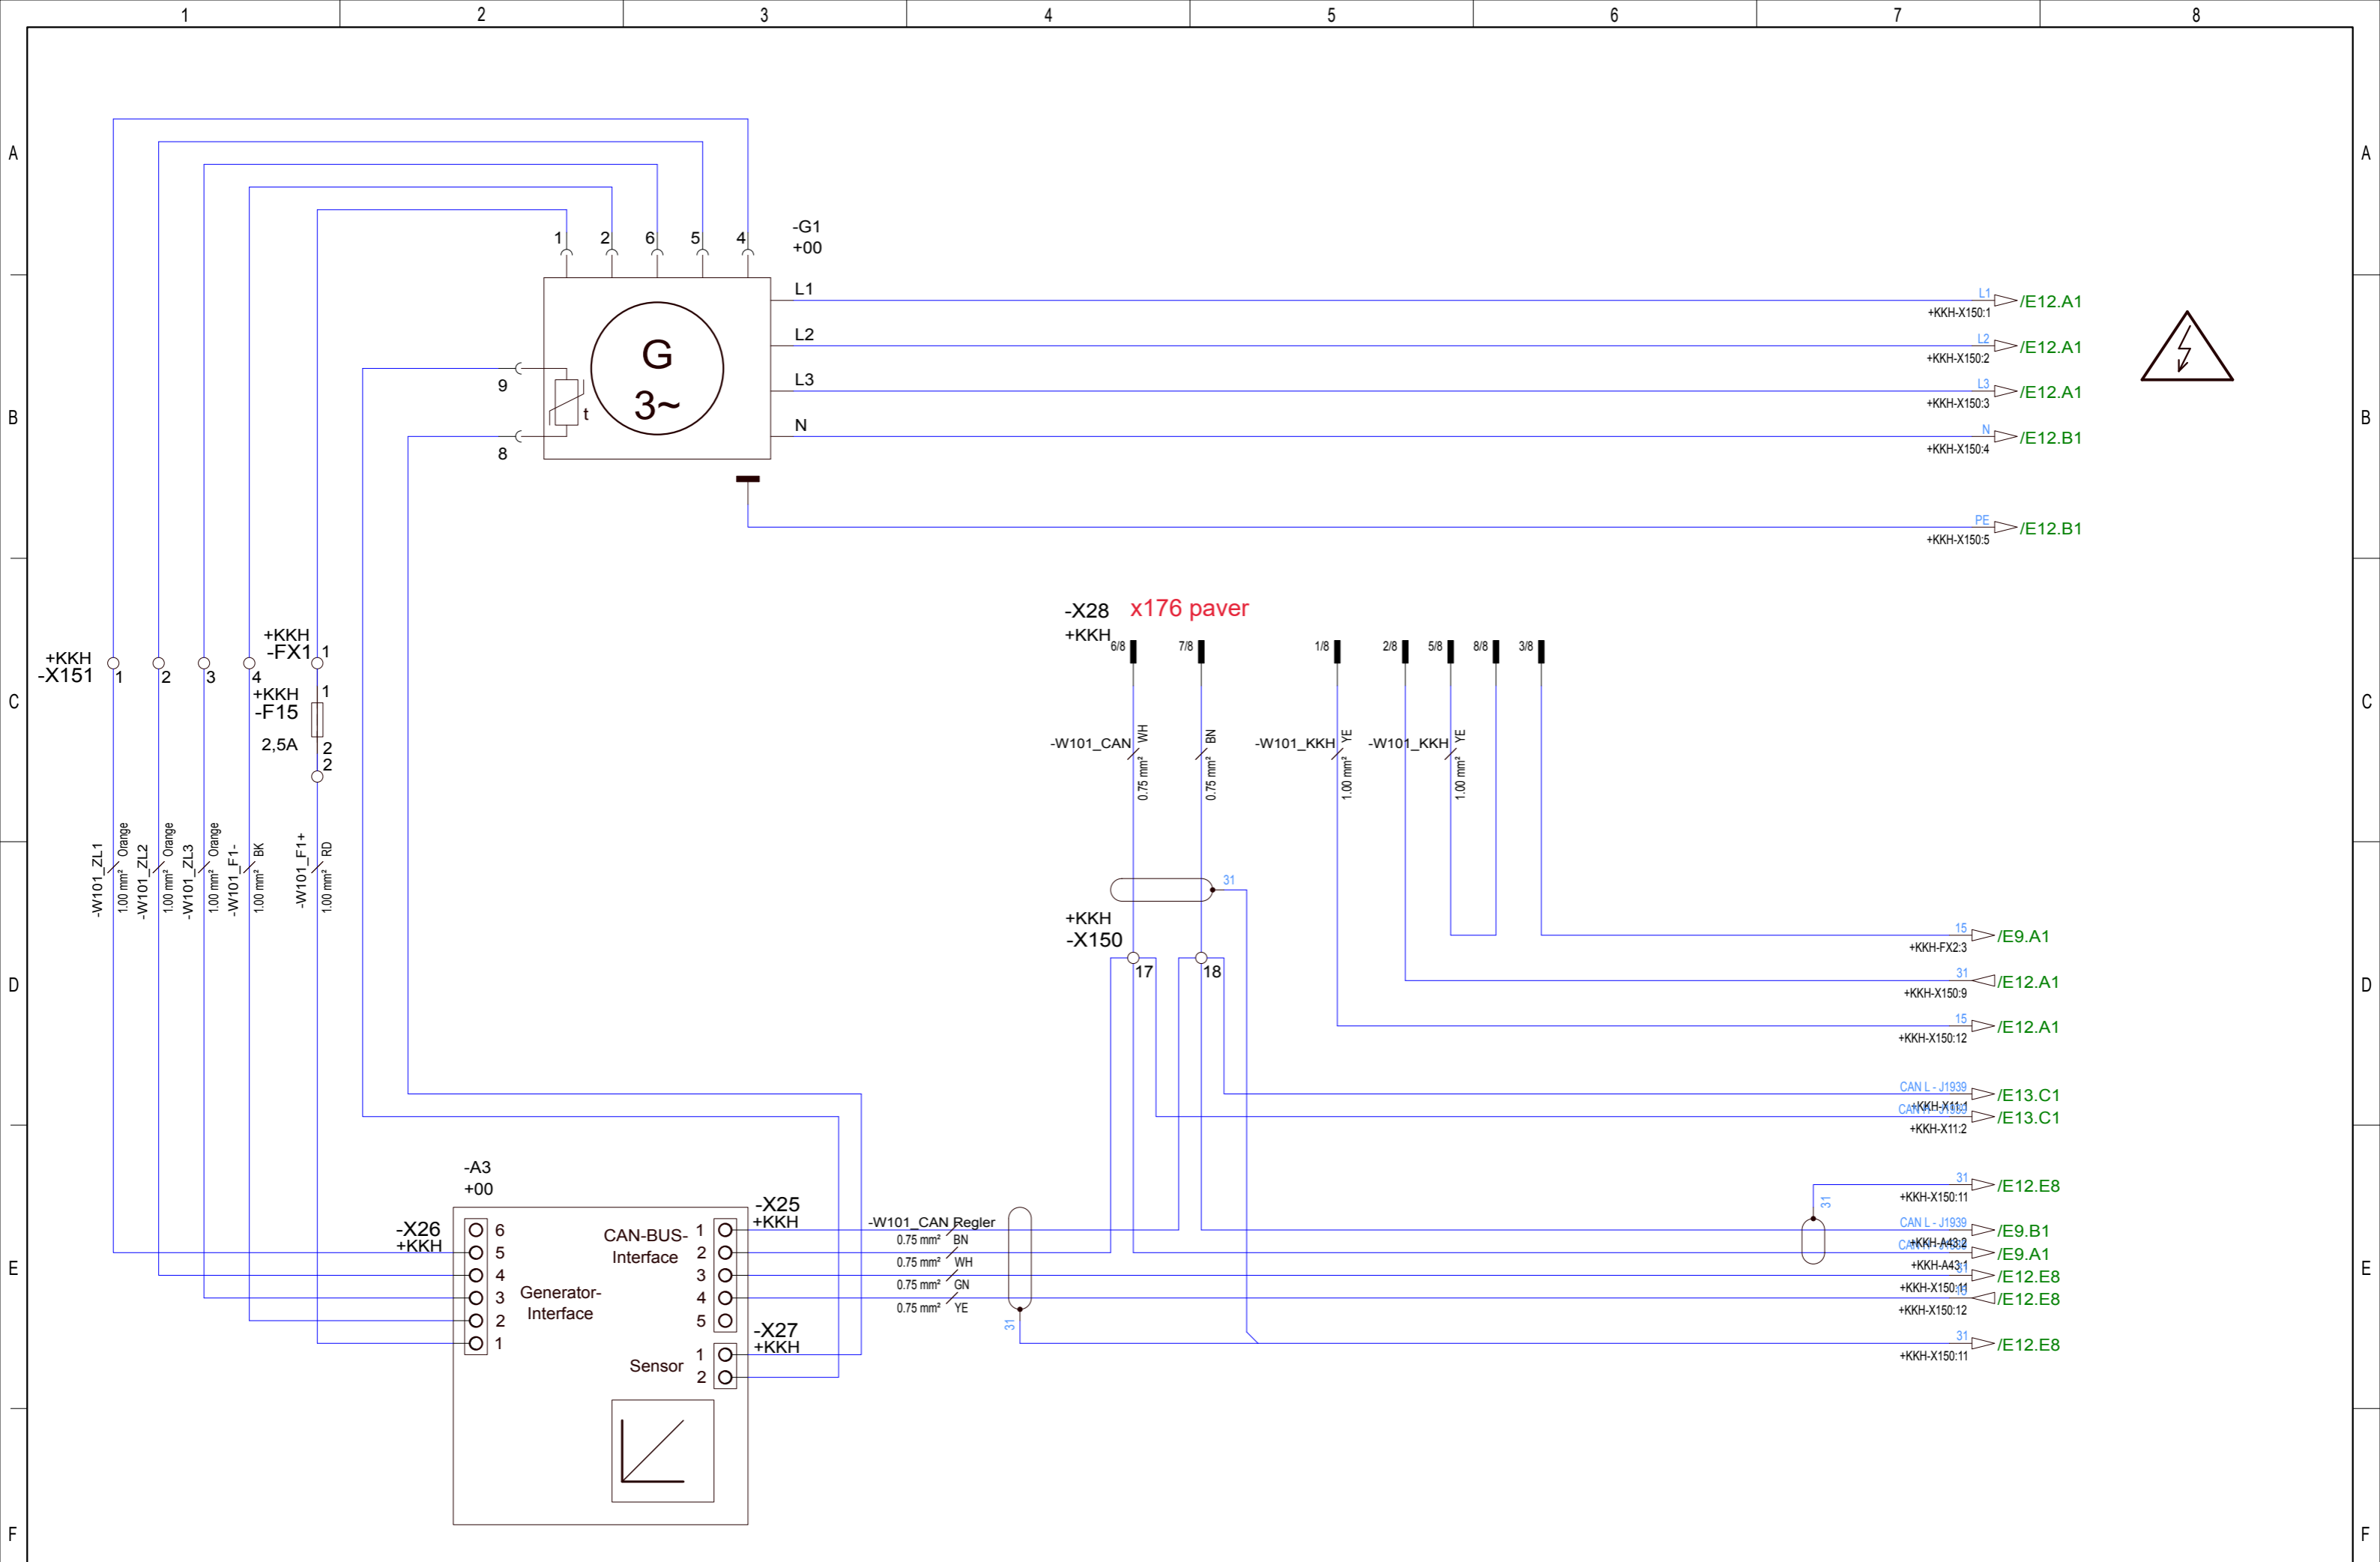 1 2 3 4 5 6 7 8
A A
-G1
+00
1 2 6 5 4
L1
L1
+KKH-X150:1
/E12.A1
L2
L2
+KKH-X150:2
/E12.A1
G
3~
9
t
L3
L3
+KKH-X150:3
/E12.A1
B B
8
N
N
+KKH-X150:4
/E12.B1
PE
+KKH-X150:5
/E12.B1
-X28 x176 paver
+KKH
6/8 7/8 1/8 2/8 5/8 8/8 3/8
+KKH
-X151
1 2 3 4
+KKH
-FX1
1
+KKH
-F15
1
2,5A
2
2
C C
-W101_CAN
WH
0.75 mm²
BN
0.75 mm²
-W101_KKH
YE
1.00 mm²
-W101_KKH
YE
1.00 mm²
-W101_ZL1
1.00 mm² Orange
-W101_ZL2
1.00 mm² Orange
-W101_ZL3
1.00 mm² Orange
-W101_F1-
1.00 mm² BK
-W101_F1+
1.00 mm² RD
31
+KKH
-X150
17 18
15
+KKH-FX2:3
/E9.A1
D D
31
+KKH-X150:9
/E12.A1
15
+KKH-X150:12
/E12.A1
CAN L - J1939
+KKH-X11:1
/E13.C1
+KKH-X11:2
/E13.C1
-A3
+00
31
+KKH-X150:11
/E12.E8
31
-X26
+KKH
6
5
4
3
2
1
Generator-
Interface
CAN-BUS-
Interface
-X25
+KKH
1
2
3
4
5
-W101_CAN Regler
0.75 mm² BN
0.75 mm² WH
0.75 mm² GN
0.75 mm² YE
31
CAN L - J1939
+KKH-A43:2
/E9.B1
+KKH-A43:1
/E9.A1
31
+KKH-X150:11
/E12.E8
+KKH-X150:12
/E12.E8
E E
-X27
+KKH
Sensor
1
2
31
+KKH-X150:11
/E12.E8
F F